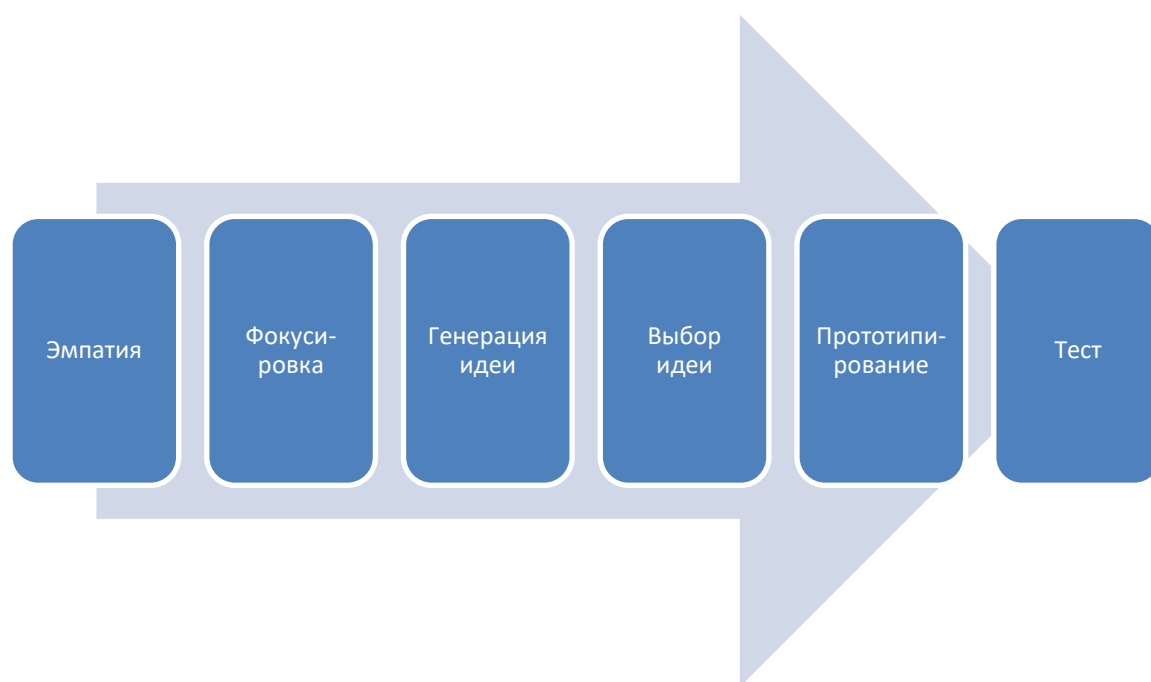 Эмпатия
Фокуси-
ровка
Генерация
идеи
Выбор
идеи
Прототипи-
рование
Тест